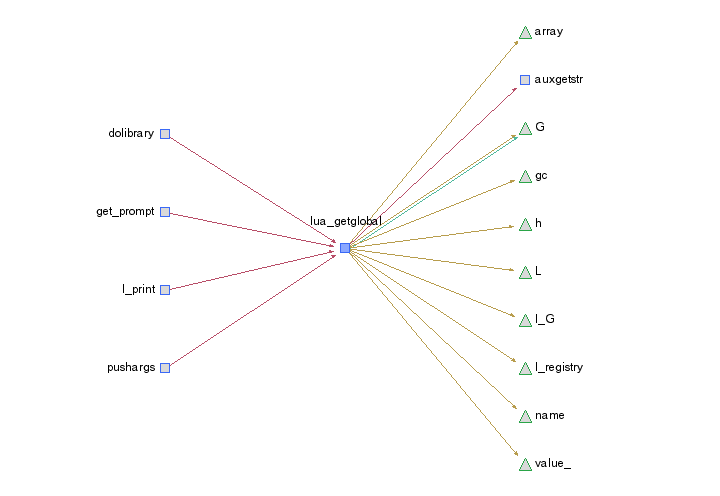 dolibrary
get_prompt
l_print
pushargs
lua_getglobal
array
auxgetstr
G
gc
h
L
l_G
l_registry
name
value_